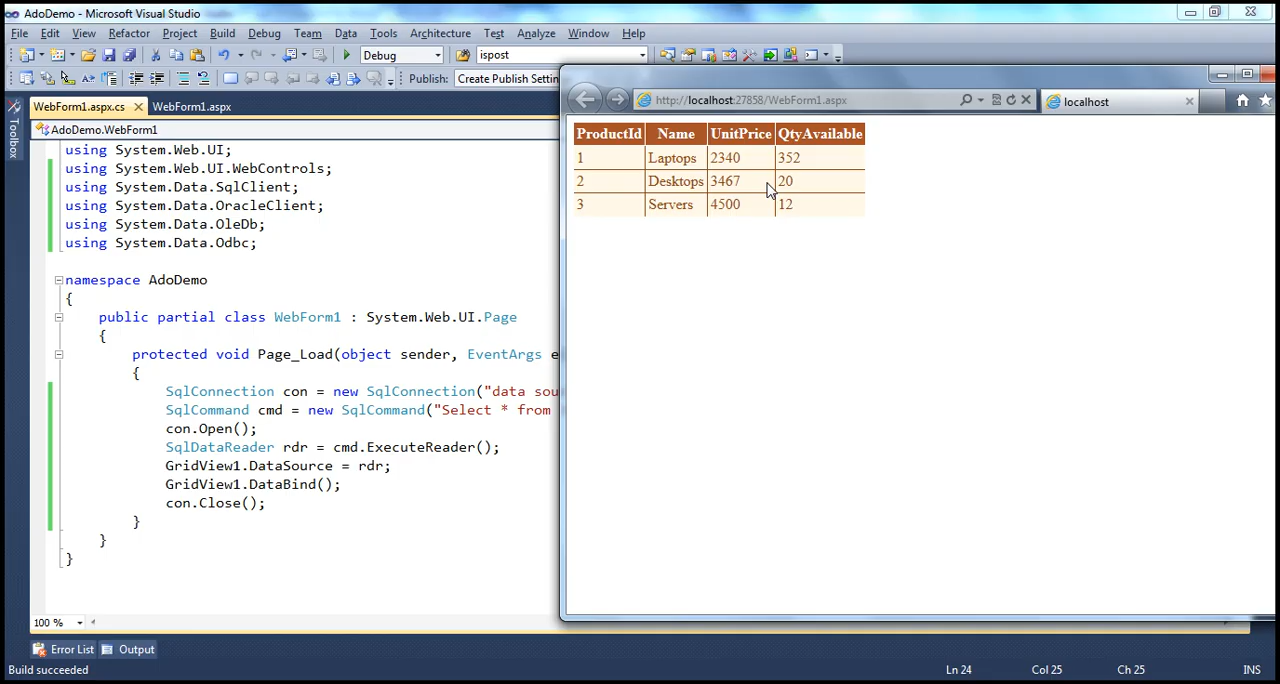 AdoDemo - Microsoft Visual Studio
File Edit View Refactor Project Build Debug Team Data Tools Architecture Test Analyze Window Help
Debug ispost
Publish: Create Publish Settin
WebForm1.aspx.cs WebForm1.aspx
AdoDemo.WebForm1
Toolbox
using System.Web.UI;
using System.Web.UI.WebControls;
using System.Data.SqlClient;
using System.Data.OracleClient;
using System.Data.OleDb;
using System.Data.Odbc;
namespace AdoDemo
{
public partial class WebForm1 : System.Web.UI.Page
{
protected void Page_Load(object sender, EventArgs e
{
SqlConnection con = new SqlConnection("data sou
SqlCommand cmd = new SqlCommand("Select * from
con.Open();
SqlDataReader rdr = cmd.ExecuteReader();
GridView1.DataSource = rdr;
GridView1.DataBind();
con.Close();
}
}
}
100 %
Error List Output
Build succeeded
Ln 24 Col 25 Ch 25 INS
http://localhost:27858/WebForm1.aspx
localhost
ProductId Name UnitPrice QtyAvailable
1 Laptops 2340 352
2 Desktops 3467 20
3 Servers 4500 12